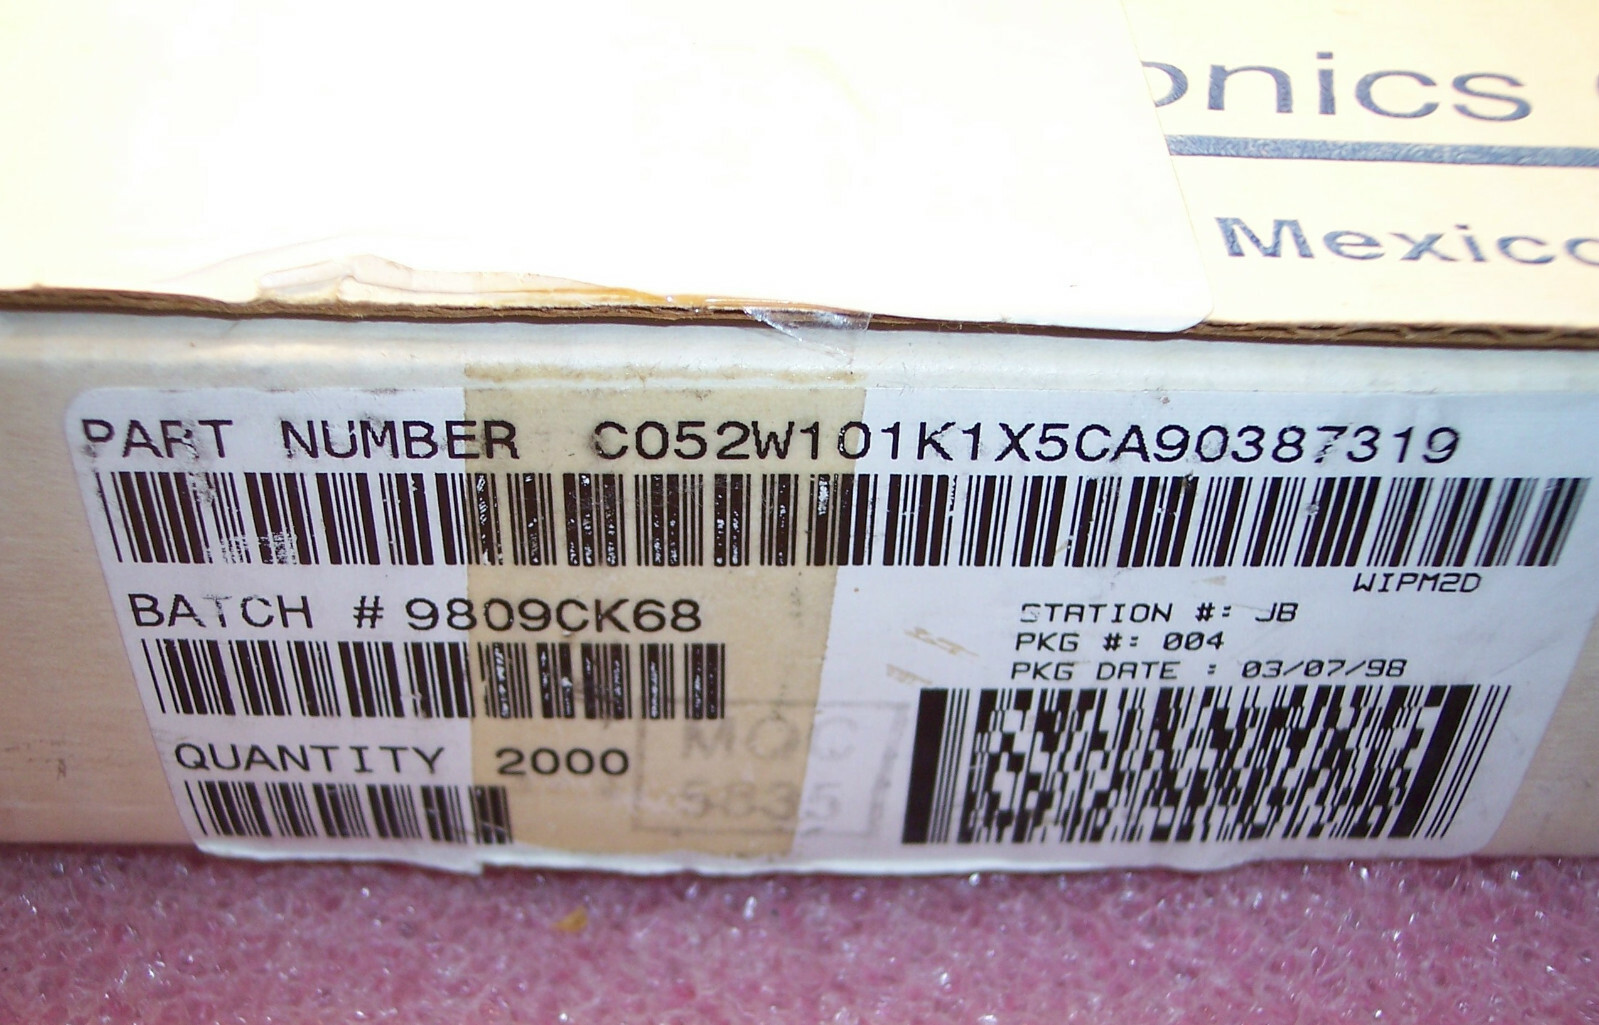 onics
Mexico
PART NUMBER C052W101K1X5CA90387319
WIPM2D
BATCH # 9809CK68
STATION #: JB
PKG #: 004
PKG DATE : 03/07/98
QUANTITY 2000
MQC